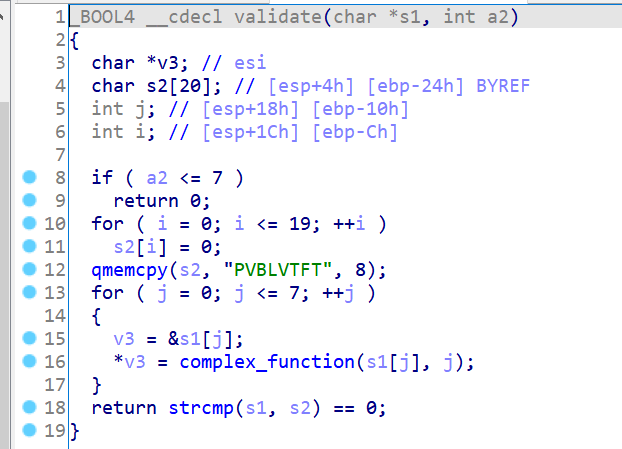 1 _BOOL4 __cdecl validate(char *s1, int a2)
2 {
3 char *v3; // esi
4 char s2[20]; // [esp+4h] [ebp-24h] BYREF
5 int j; // [esp+18h] [ebp-10h]
6 int i; // [esp+1Ch] [ebp-Ch]
7
8 if ( a2 <= 7 )
9 return 0;
10 for ( i = 0; i <= 19; ++i )
11 s2[i] = 0;
12 qmemcpy(s2, "PVBLVTFT", 8);
13 for ( j = 0; j <= 7; ++j )
14 {
15 v3 = &s1[j];
16 *v3 = complex_function(s1[j], j);
17 }
18 return strcmp(s1, s2) == 0;
19 }